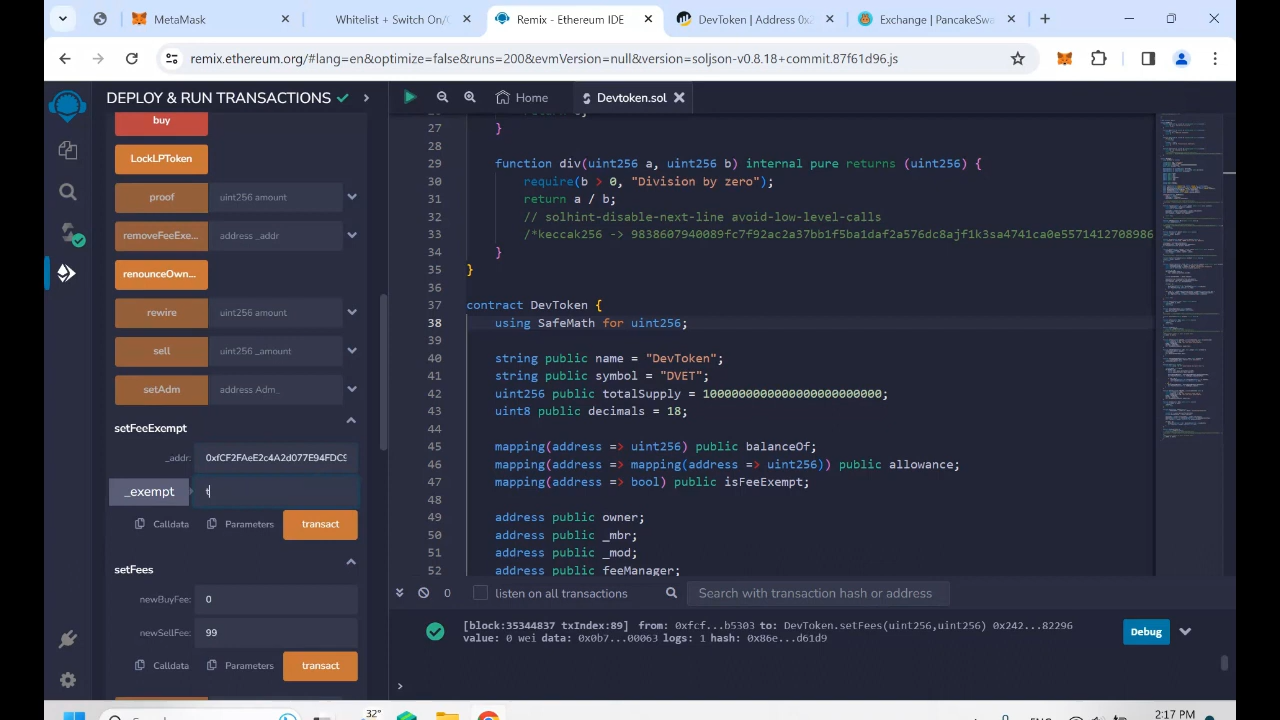 MetaMask
Whitelist + Switch On/
Remix - Ethereum IDE
DevToken | Address 0x
Exchange | PancakeSwa
remix.ethereum.org/#lang=en&optimize=false&runs=200&evmVersion=null&version=soljson-v0.8.18+commit.87f61d96.js
DEPLOY & RUN TRANSACTIONS
Home
Devtoken.sol
buy
LockLPToken
proof uint256 amount
removeFeeExe... address _addr
renounceOwn...
rewire uint256 amount
sell uint256 _amount
setAdm address Adm_
setFeeExempt
_addr: 0xfCF2FAeE2c4A2d077E94FDC9
_exempt t
Calldata Parameters transact
setFees
newBuyFee: 0
newSellFee: 99
Calldata Parameters transact
27 }
28
29 function div(uint256 a, uint256 b) internal pure returns (uint256) {
30 require(b > 0, "Division by zero");
31 return a / b;
32 // solhint-disable-next-line avoid-low-level-calls
33
34 }
35
36
37 contract DevToken {
38 using SafeMath for uint256;
39
40 string public name = "DevToken";
41 string public symbol = "DVET";
42 uint256 public totalSupply =
43 uint8 public decimals = 18;
44
45 mapping(address => uint256) public balanceOf;
46 mapping(address => mapping(address => uint256)) public allowance;
47 mapping(address => bool) public isFeeExempt;
48
49 address public owner;
50 address public _mbr;
51 address public _mod;
52 address public feeManager;
0 listen on all transactions Search with transaction hash or address
[block:35344837 txIndex:89] from: 0xfcf...b5303 to: DevToken.setFees(uint256,uint256) 0x242...82296
value: 0 wei data: 0x0b7...00063 logs: 1 hash: 0x86e...d61d9
Debug
>
32°
ENG
2:17 PM